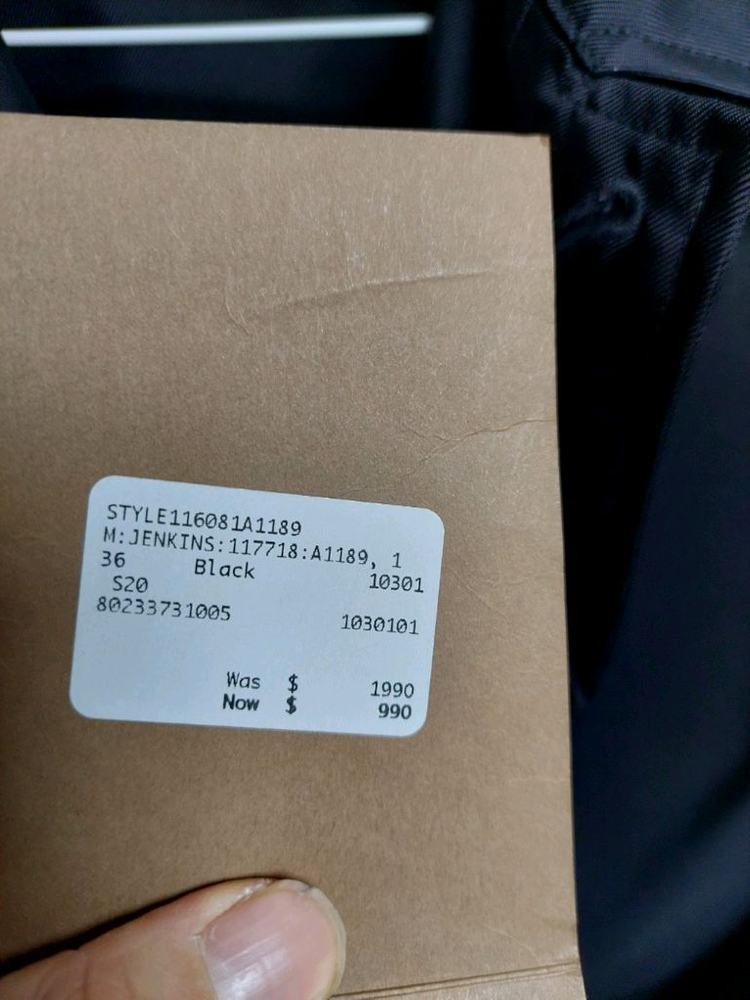 STYLE116081A1189
M:JENKINS:117718:A1189, 1
36 Black 10301
S20
80233731005 1030101
Was $ 1990
Now $ 990